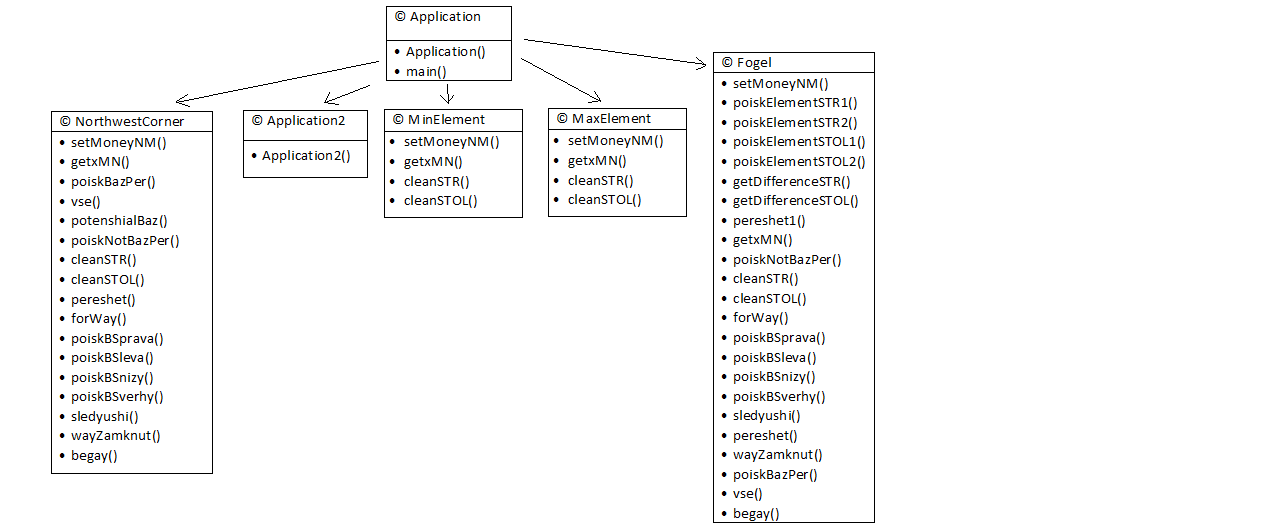 © Application
• Application()
• main()
© NorthwestCorner
• setMoneyNM()
• getxMN()
• poiskBazPer()
• vse()
• potenshialBaz()
• poiskNotBazPer()
• cleanSTR()
• cleanSTOL()
• pereshet()
• forWay()
• poiskBSprava()
• poiskBSleva()
• poiskBSnizy()
• poiskBSverhy()
• sledyushi()
• wayZamknut()
• begay()
© Application2
• Application2()
© MinElement
• setMoneyNM()
• getxMN()
• cleanSTR()
• cleanSTOL()
© MaxElement
• setMoneyNM()
• getxMN()
• cleanSTR()
• cleanSTOL()
© Fogel
• setMoneyNM()
• poiskElementSTR1()
• poiskElementSTR2()
• poiskElementSTOL1()
• poiskElementSTOL2()
• getDifferenceSTR()
• getDifferenceSTOL()
• pereshet1()
• getxMN()
• poiskNotBazPer()
• cleanSTR()
• cleanSTOL()
• forWay()
• poiskBSprava()
• poiskBSleva()
• poiskBSnizy()
• poiskBSverhy()
• sledyushi()
• pereshet()
• wayZamknut()
• poiskBazPer()
• vse()
• begay()